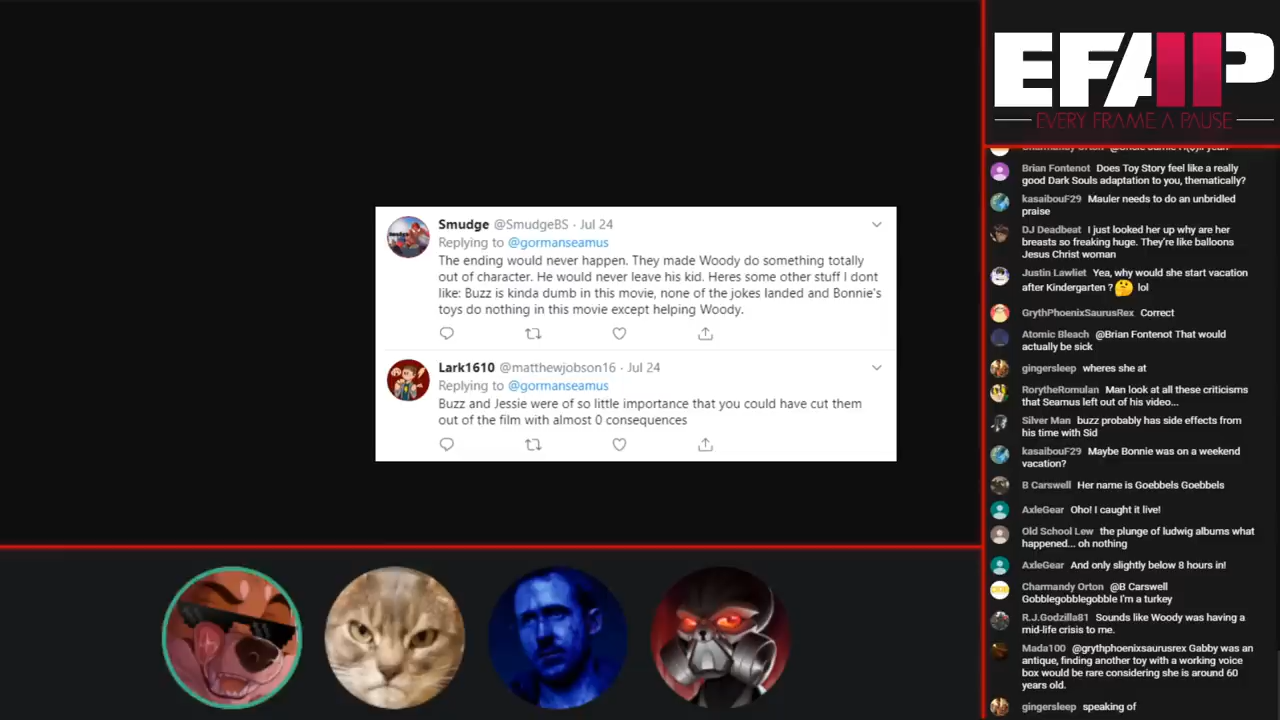 Smudge @SmudgeBS · Jul 24
Replying to @gormanseamus
The ending would never happen. They made Woody do something totally
out of character. He would never leave his kid. Heres some other stuff I dont
like: Buzz is kinda dumb in this movie, none of the jokes landed and Bonnie's
toys do nothing in this movie except helping Woody.
Lark1610 @matthewjobson16 · Jul 24
Replying to @gormanseamus
Buzz and Jessie were of so little importance that you could have cut them
out of the film with almost 0 consequences
EFAP
EVERY FRAME A PAUSE
Brian Fontenot Does Toy Story feel like a really
good Dark Souls adaptation to you, thematically?
kasaibouF29 Mauler needs to do an unbridled
praise
DJ Deadbeat I just looked her up why are her
breasts so freaking huge. They're like balloons
Jesus Christ woman
Justin Lawliet Yea, why would she start vacation
after Kindergarten ? 🤔 lol
GrythPhoenixSaurusRex Correct
Atomic Bleach @Brian Fontenot That would
actually be sick
gingersleep wheres she at
RorytheRomulan Man look at all these criticisms
that Seamus left out of his video...
Silver Man buzz probably has side effects from
his time with Sid
kasaibouF29 Maybe Bonnie was on a weekend
vacation?
B Carswell Her name is Goebbels Goebbels
AxleGear Oho! I caught it live!
Old School Lew the plunge of ludwig albums what
happened... oh nothing
AxleGear And only slightly below 8 hours in!
Charmandy Orton @B Carswell
Gobblegobblegobble I'm a turkey
R.J.Godzilla81 Sounds like Woody was having a
mid-life crisis to me.
Mada100 @grythphoenixsaurusrex Gabby was an
antique, finding another toy with a working voice
box would be rare considering she is around 60
years old.
gingersleep speaking of